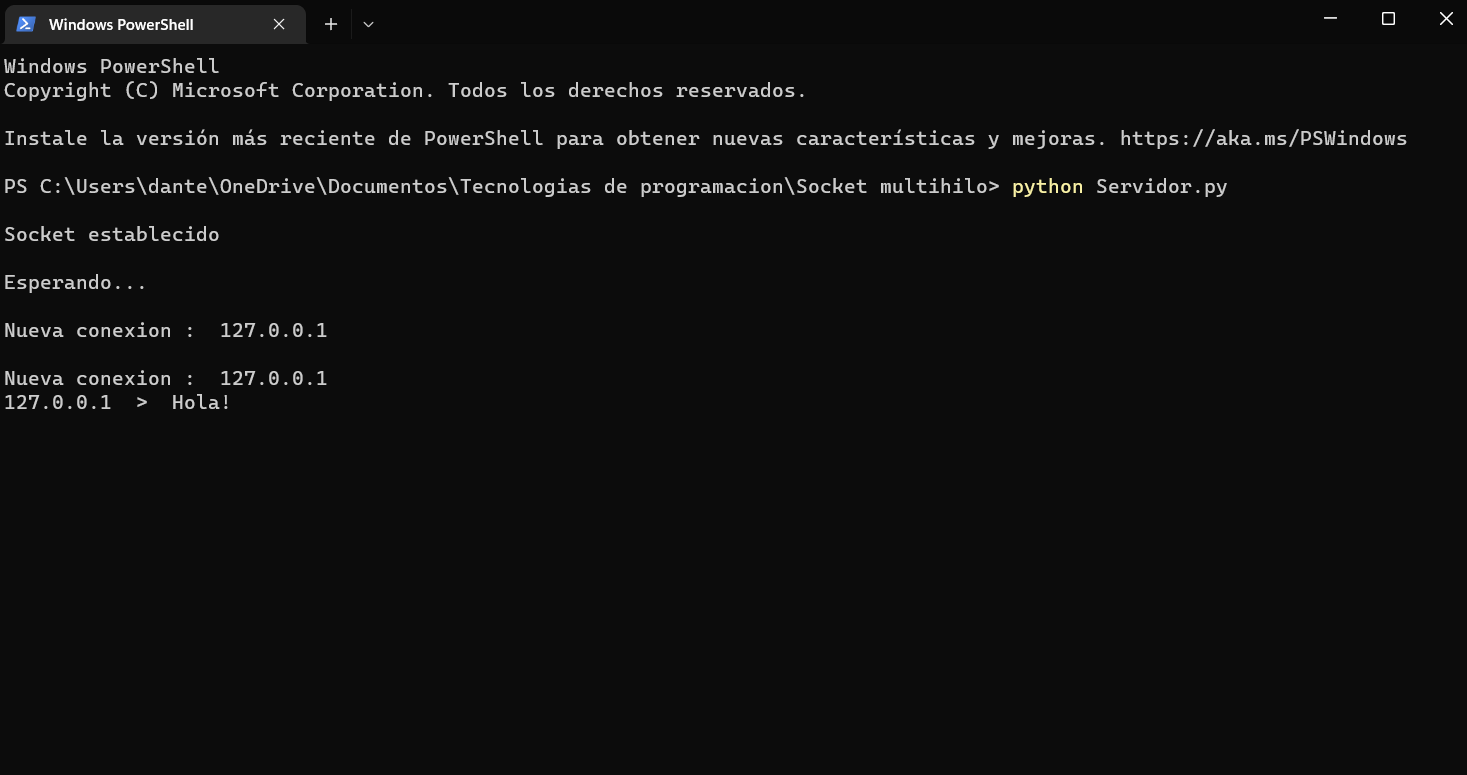 Windows PowerShell
Windows PowerShell
Copyright (C) Microsoft Corporation. Todos los derechos reservados.
Instale la versión más reciente de PowerShell para obtener nuevas características y mejoras. https://aka.ms/PSWindows
PS C:\Users\dante\OneDrive\Documentos\Tecnologias de programacion\Socket multihilo> python Servidor.py
Socket establecido
Esperando...
Nueva conexion :  127.0.0.1
Nueva conexion :  127.0.0.1
127.0.0.1  >  Hola!